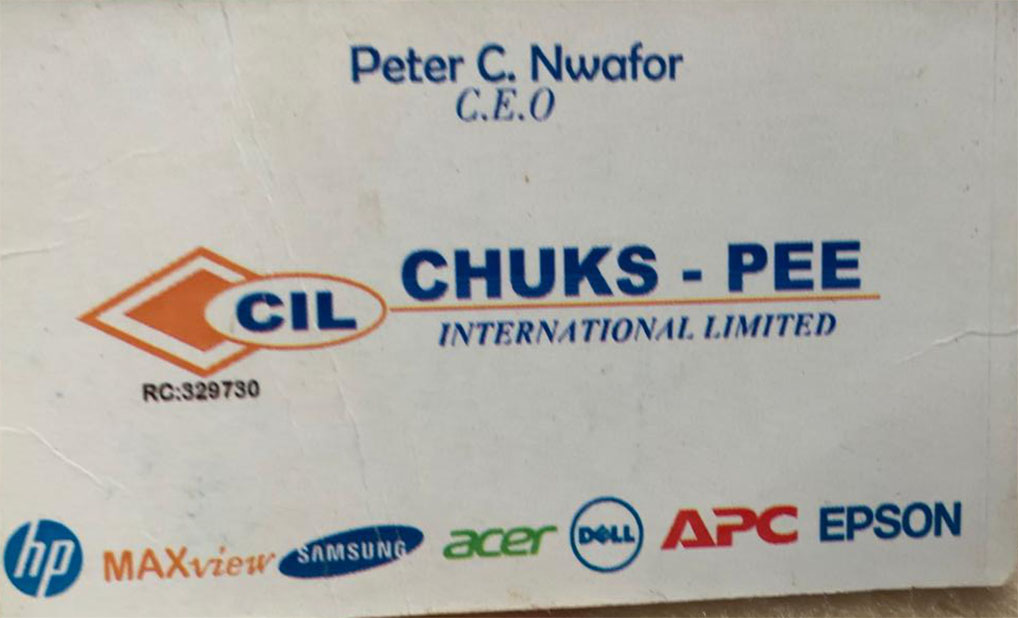 Peter C. Nwafor
C.E.O
CIL
CHUKS - PEE
INTERNATIONAL LIMITED
RC:329730
hp MAXview SAMSUNG acer DELL APC EPSON